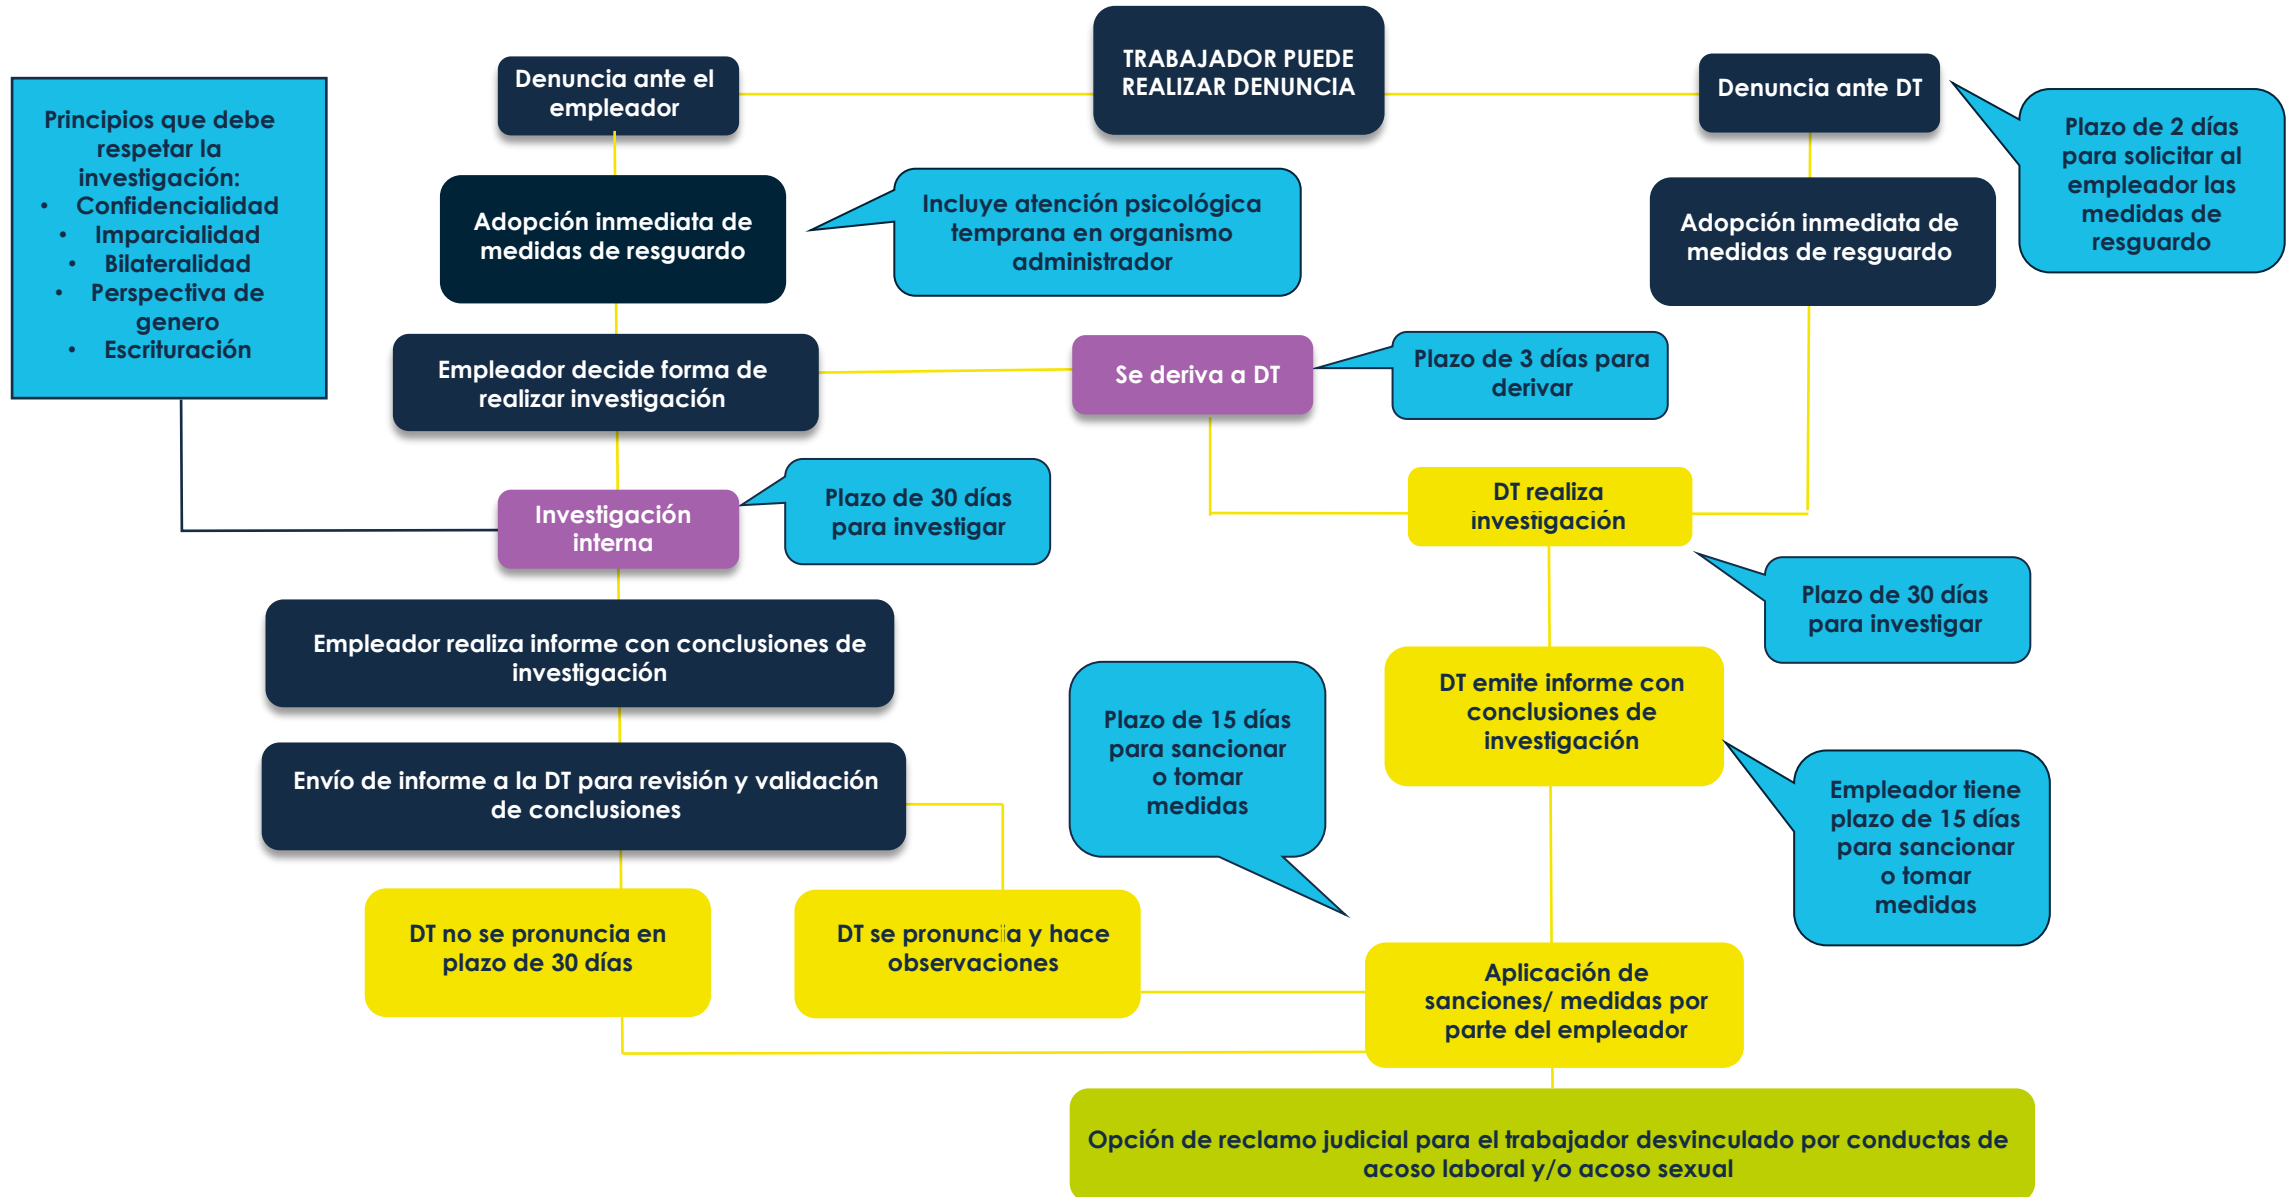 TRABAJADOR PUEDE
REALIZAR DENUNCIA
Denuncia ante el
empleador
Denuncia ante DT
Principios que debe
respetar la
investigación:
• Confidencialidad
• Imparcialidad
• Bilateralidad
• Perspectiva de
genero
• Escrituración
Plazo de 2 días
para solicitar al
empleador las
medidas de
resguardo
Adopción inmediata de
medidas de resguardo
Incluye atención psicológica
temprana en organismo
administrador
Adopción inmediata de
medidas de resguardo
Empleador decide forma de
realizar investigación
Se deriva a DT
Plazo de 3 días para
derivar
Investigación
interna
Plazo de 30 días
para investigar
DT realiza
investigación
Plazo de 30 días
para investigar
Empleador realiza informe con conclusiones de
investigación
DT emite informe con
conclusiones de
investigación
Plazo de 15 días
para sancionar
o tomar
medidas
Envío de informe a la DT para revisión y validación
de conclusiones
Empleador tiene
plazo de 15 días
para sancionar
o tomar
medidas
DT no se pronuncia en
plazo de 30 días
DT se pronuncia y hace
observaciones
Aplicación de
sanciones/ medidas por
parte del empleador
Opción de reclamo judicial para el trabajador desvinculado por conductas de
acoso laboral y/o acoso sexual